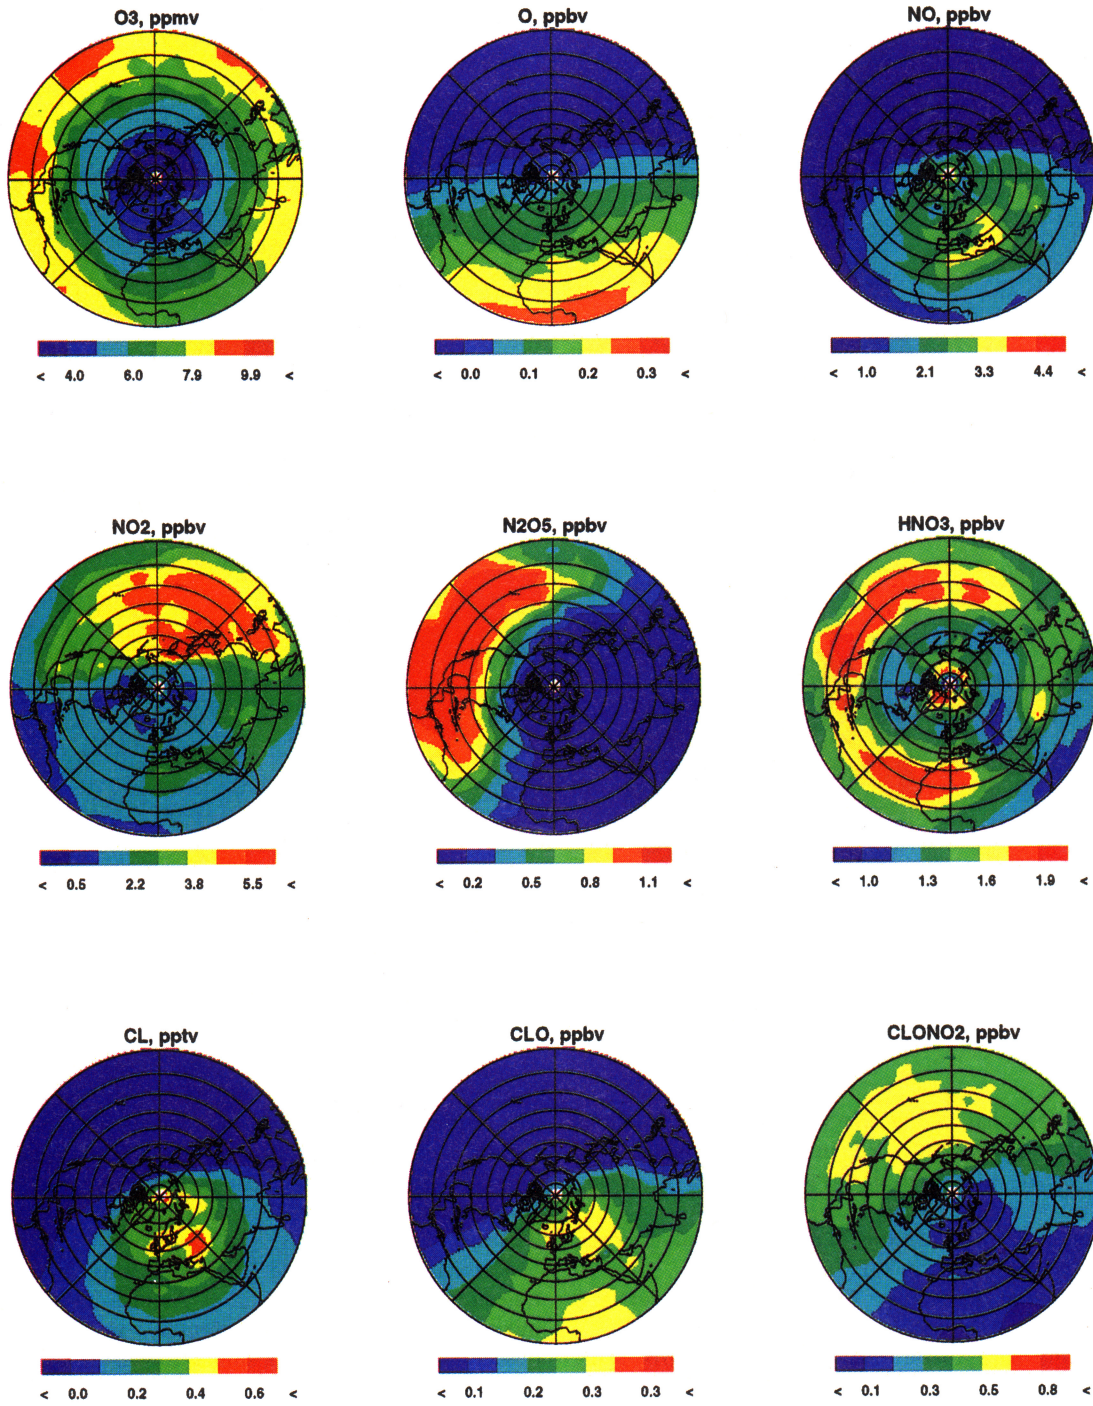 O3, ppmv
O, ppbv
NO, ppbv
< 4.0 6.0 7.9 9.9 <
< 0.0 0.1 0.2 0.3 <
< 1.0 2.1 3.3 4.4 <
NO2, ppbv
N2O5, ppbv
HNO3, ppbv
< 0.5 2.2 3.8 5.5 <
< 0.2 0.5 0.8 1.1 <
< 1.0 1.3 1.6 1.9 <
CL, pptv
CLO, ppbv
CLONO2, ppbv
< 0.0 0.2 0.4 0.6 <
< 0.1 0.2 0.3 0.3 <
< 0.1 0.3 0.5 0.8 <